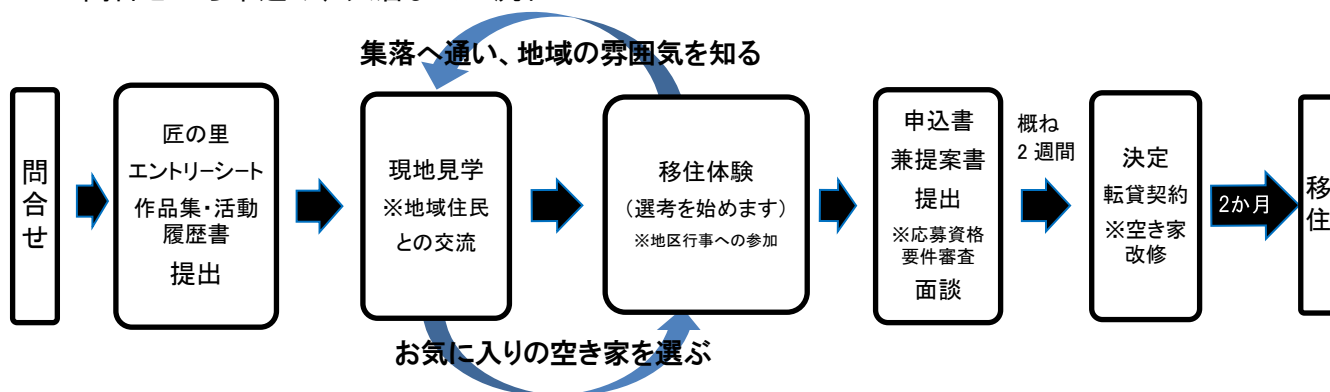 集落へ通い、地域の雰囲気を知る
問合せ
匠の里
エントリーシート
作品集・活動
履歴書
提出
現地見学
※地域住民
との交流
移住体験
（選考を始めます）
※地区行事への参加
申込書
兼提案書
提出
※応募資格
要件審査
面談
概ね
2 週間
決定
転貸契約
※空き家
改修
2か月
移住
お気に入りの空き家を選ぶ